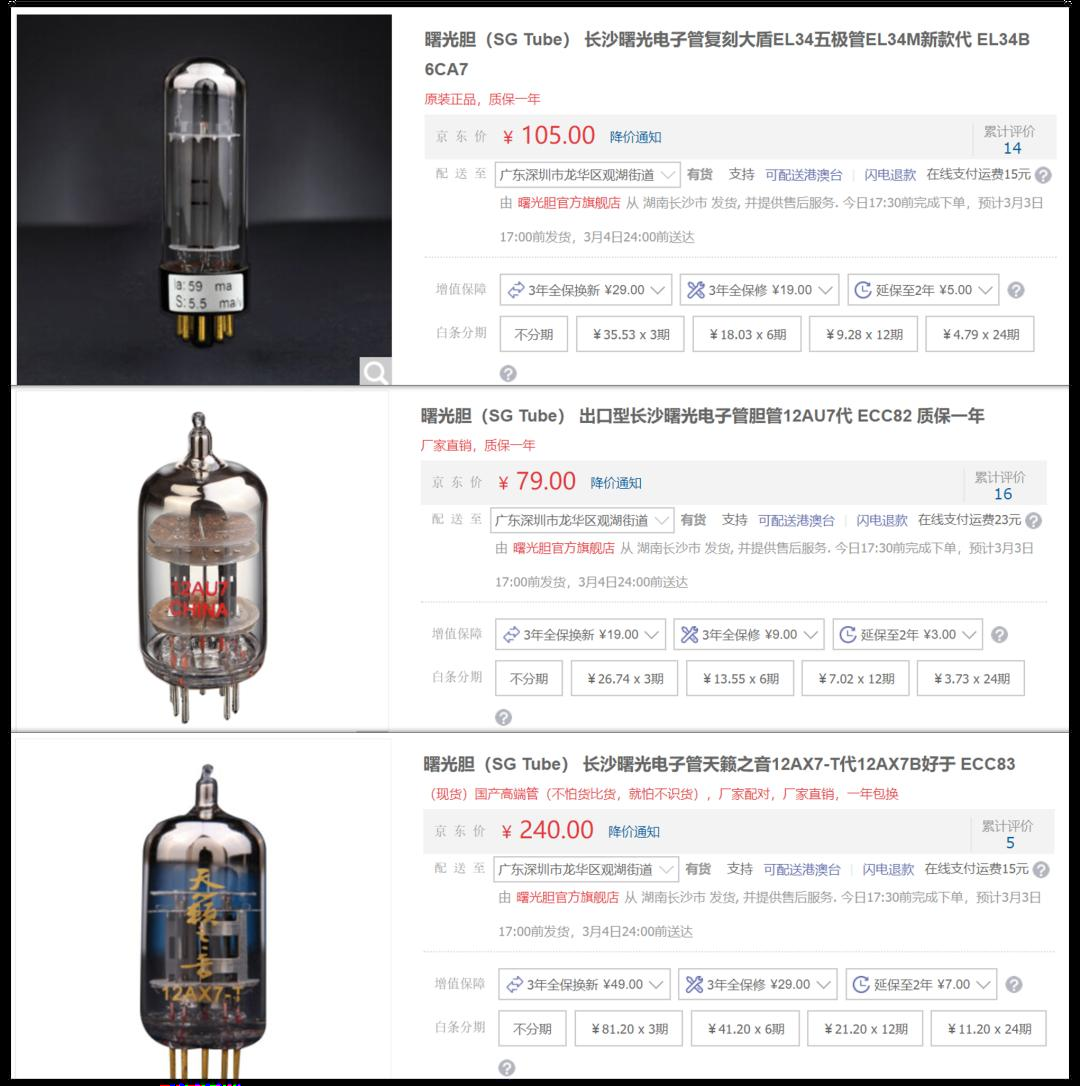 曙光胆（SG Tube） 长沙曙光电子管复刻大盾EL34五极管EL34M新款代 EL34B
6CA7
原装正品，质保一年
京 东 价 ￥105.00 降价通知 累计评价
14
配 送 至 广东深圳市龙华区观湖街道 有货 支持 可配送港澳台 闪电退款 在线支付运费15元 ?
由 曙光胆官方旗舰店 从 湖南长沙市 发货, 并提供售后服务. 今日17:30前完成下单，预计3月3日
17:00前发货，3月4日24:00前送达
Ia: 59 ma
S: 5.5 ma/v
增值保障 3年全保换新 ¥29.00 3年全保修 ¥19.00 延保至2年 ¥5.00 ?
白条分期 不分期 ￥35.53 x 3期 ￥18.03 x 6期 ￥9.28 x 12期 ￥4.79 x 24期
?
曙光胆（SG Tube） 出口型长沙曙光电子管胆管12AU7代 ECC82 质保一年
厂家直销，质保一年
京 东 价 ￥79.00 降价通知 累计评价
16
配 送 至 广东深圳市龙华区观湖街道 有货 支持 可配送港澳台 闪电退款 在线支付运费23元 ?
由 曙光胆官方旗舰店 从 湖南长沙市 发货, 并提供售后服务. 今日17:30前完成下单，预计3月3日
17:00前发货，3月4日24:00前送达
12AU7
CHINA
增值保障 3年全保换新 ¥19.00 3年全保修 ¥9.00 延保至2年 ¥3.00 ?
白条分期 不分期 ￥26.74 x 3期 ￥13.55 x 6期 ￥7.02 x 12期 ￥3.73 x 24期
?
曙光胆（SG Tube） 长沙曙光电子管天籁之音12AX7-T代12AX7B好于 ECC83
（现货）国产高端管（不怕货比货，就怕不识货），厂家配对，厂家直销，一年包换
京 东 价 ￥240.00 降价通知 累计评价
5
配 送 至 广东深圳市龙华区观湖街道 有货 支持 可配送港澳台 闪电退款 在线支付运费15元 ?
由 曙光胆官方旗舰店 从 湖南长沙市 发货, 并提供售后服务. 今日17:30前完成下单，预计3月3日
17:00前发货，3月4日24:00前送达
天籁之音
12AX7-T
增值保障 3年全保换新 ¥49.00 3年全保修 ¥29.00 延保至2年 ¥7.00 ?
白条分期 不分期 ￥81.20 x 3期 ￥41.20 x 6期 ￥21.20 x 12期 ￥11.20 x 24期
?